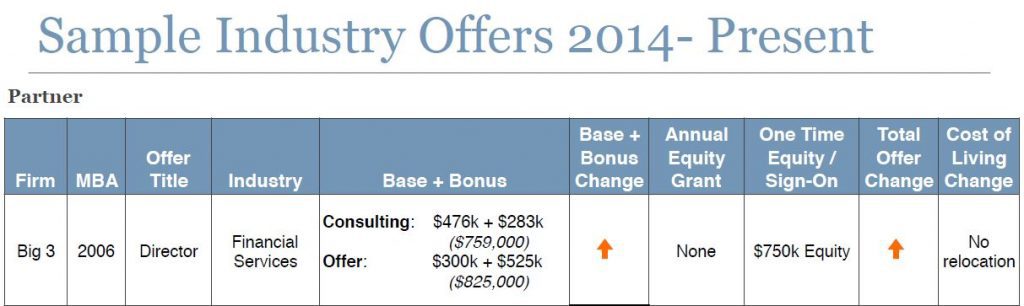 Sample Industry Offers 2014- Present
Partner
Firm
MBA
Offer
Title
Industry
Base + Bonus
Base +
Bonus
Change
Annual
Equity
Grant
One Time
Equity /
Sign-On
Total
Offer
Change
Cost of
Living
Change
Big 3
2006
Director
Financial
Services
Consulting: $476k + $283k
($759,000)
Offer: $300k + $525k
($825,000)
None
$750k Equity
No
relocation